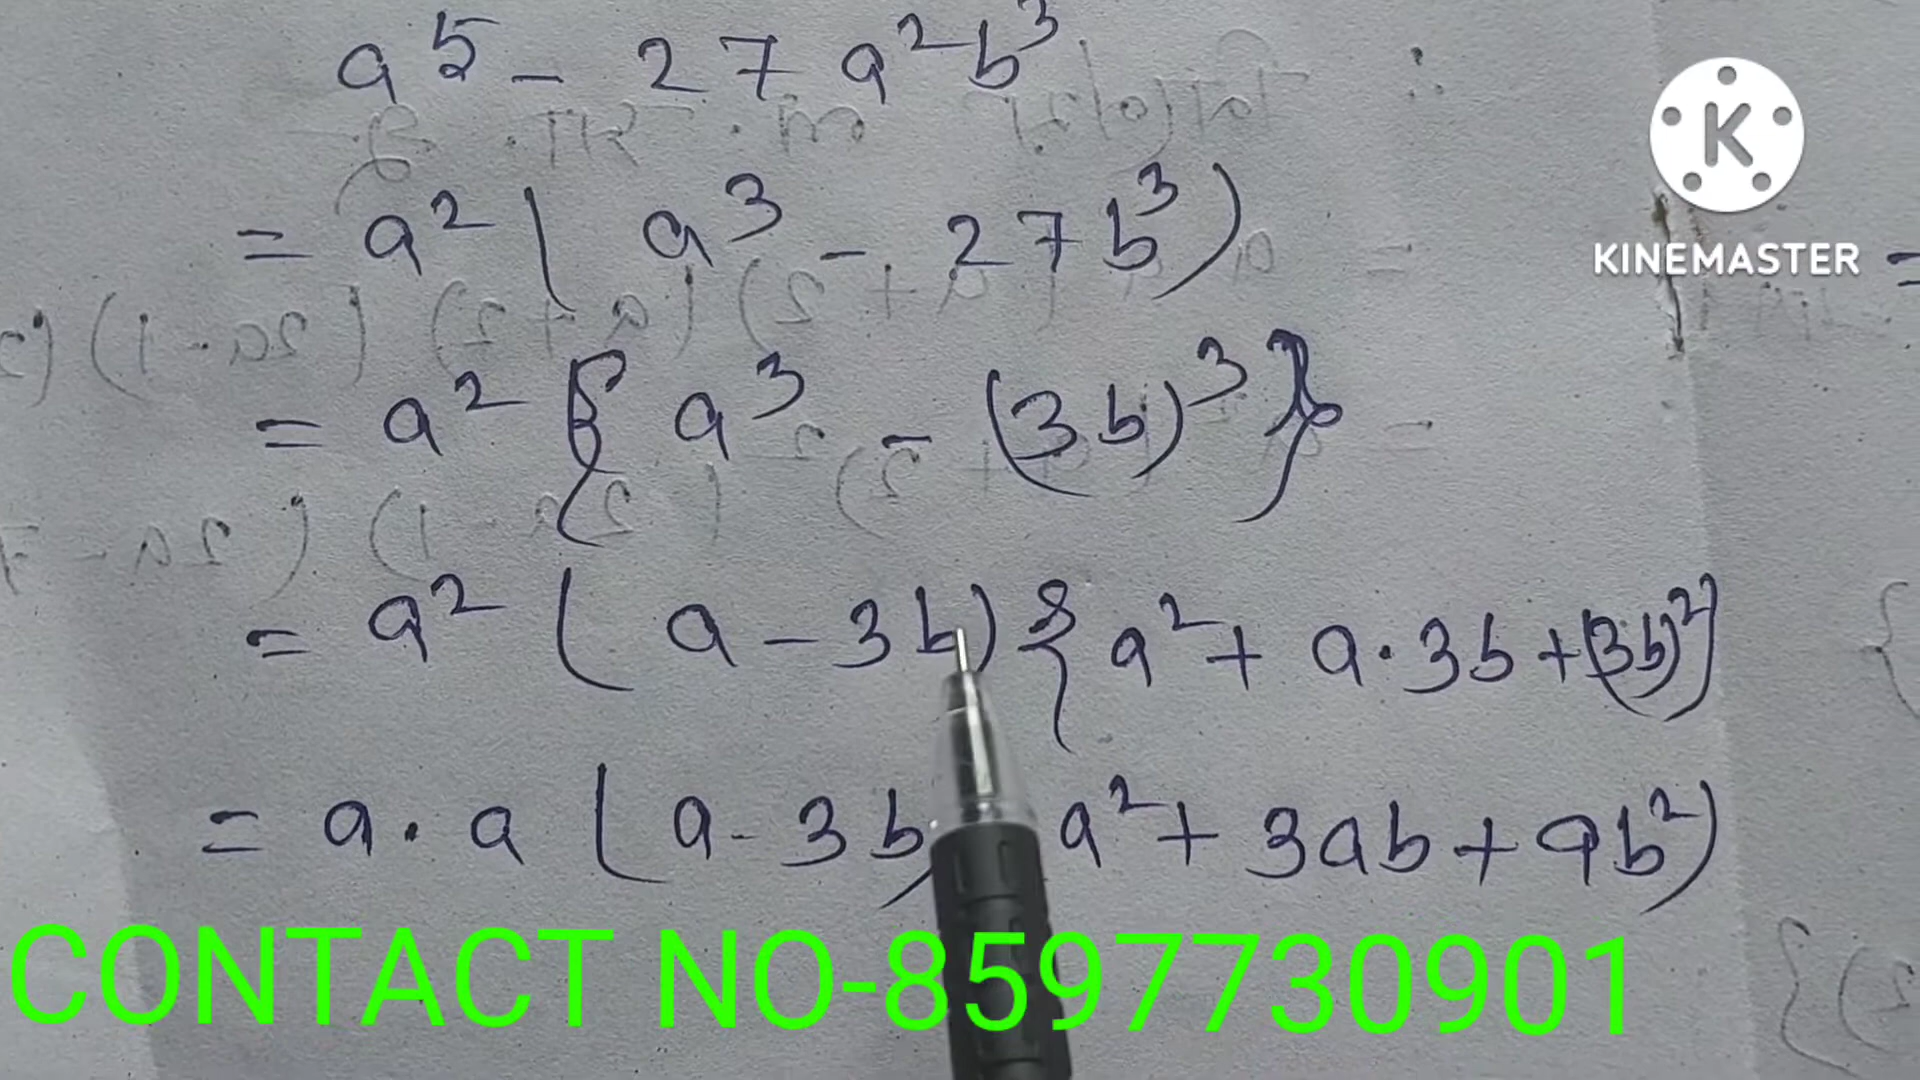 a⁵ - 27a²b³
= a² ( a³ - 27b³ )
= a² { a³ - (3b)³ }
= a² ( a - 3b) { a² + a·3b + (3b)² }
= a · a ( a - 3b) a² + 3ab + 9b² )
K
KINEMASTER
CONTACT NO-8597730901